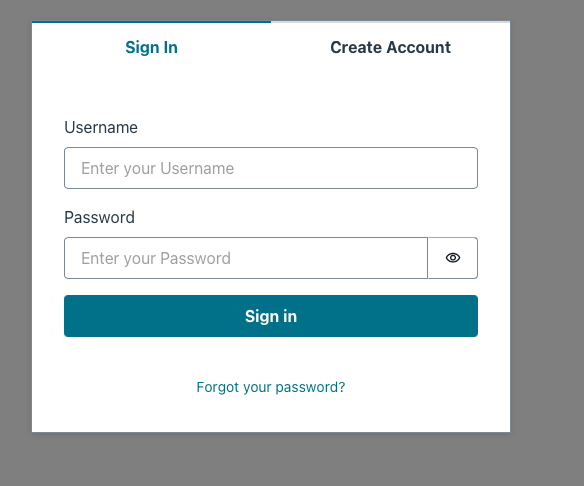 Sign In
Create Account
Username
Enter your Username
Password
Enter your Password
Sign in
Forgot your password?